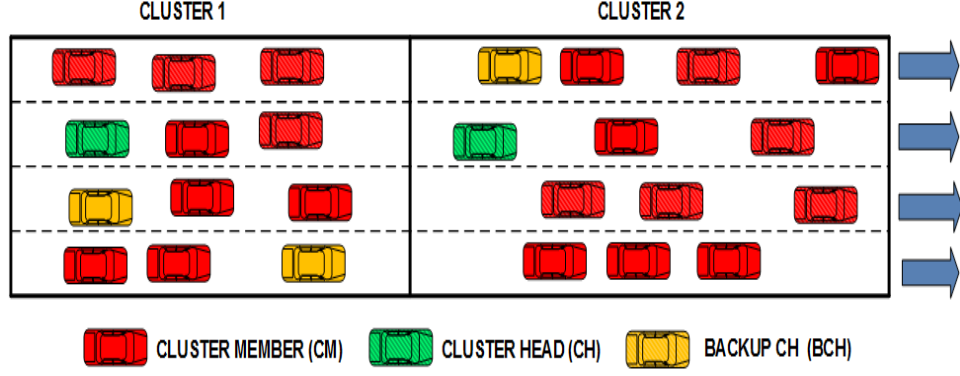 CLUSTER 1
CLUSTER 2
CLUSTER MEMBER (CM)
CLUSTER HEAD (CH)
BACKUP CH (BCH)